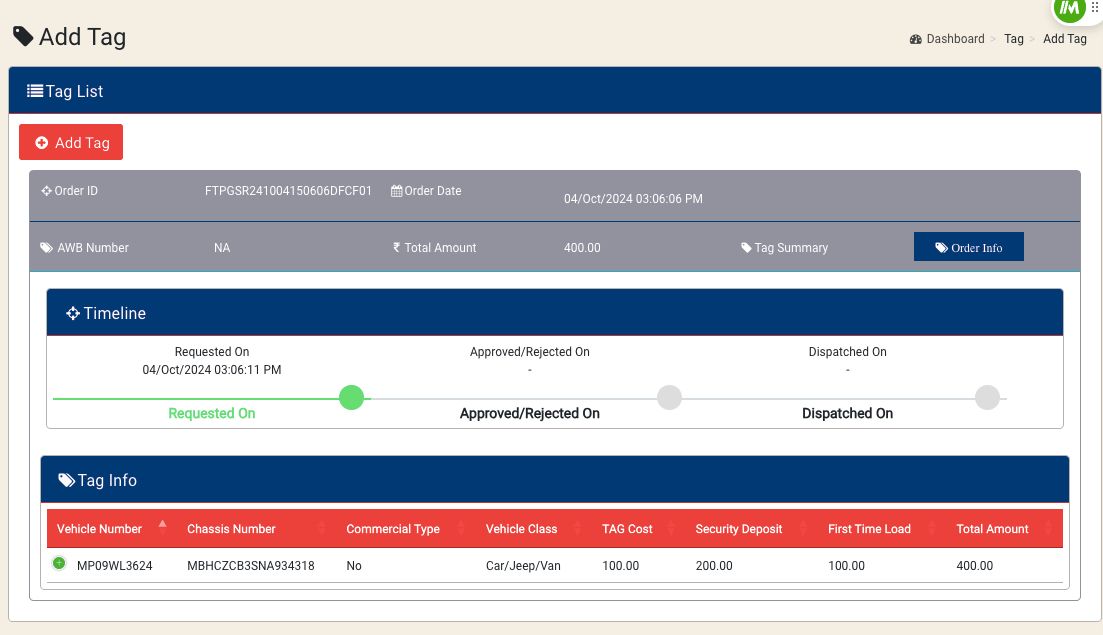 Add Tag
Dashboard > Tag > Add Tag
Tag List
Add Tag
Order ID FTPGSR241004150606DFCF01 Order Date 04/Oct/2024 03:06:06 PM
AWB Number NA ₹ Total Amount 400.00 Tag Summary Order Info
Timeline
Requested On Approved/Rejected On Dispatched On
04/Oct/2024 03:06:11 PM - -
Requested On Approved/Rejected On Dispatched On
Tag Info
Vehicle Number Chassis Number Commercial Type Vehicle Class TAG Cost Security Deposit First Time Load Total Amount
MP09WL3624 MBHCZCB3SNA934318 No Car/Jeep/Van 100.00 200.00 100.00 400.00